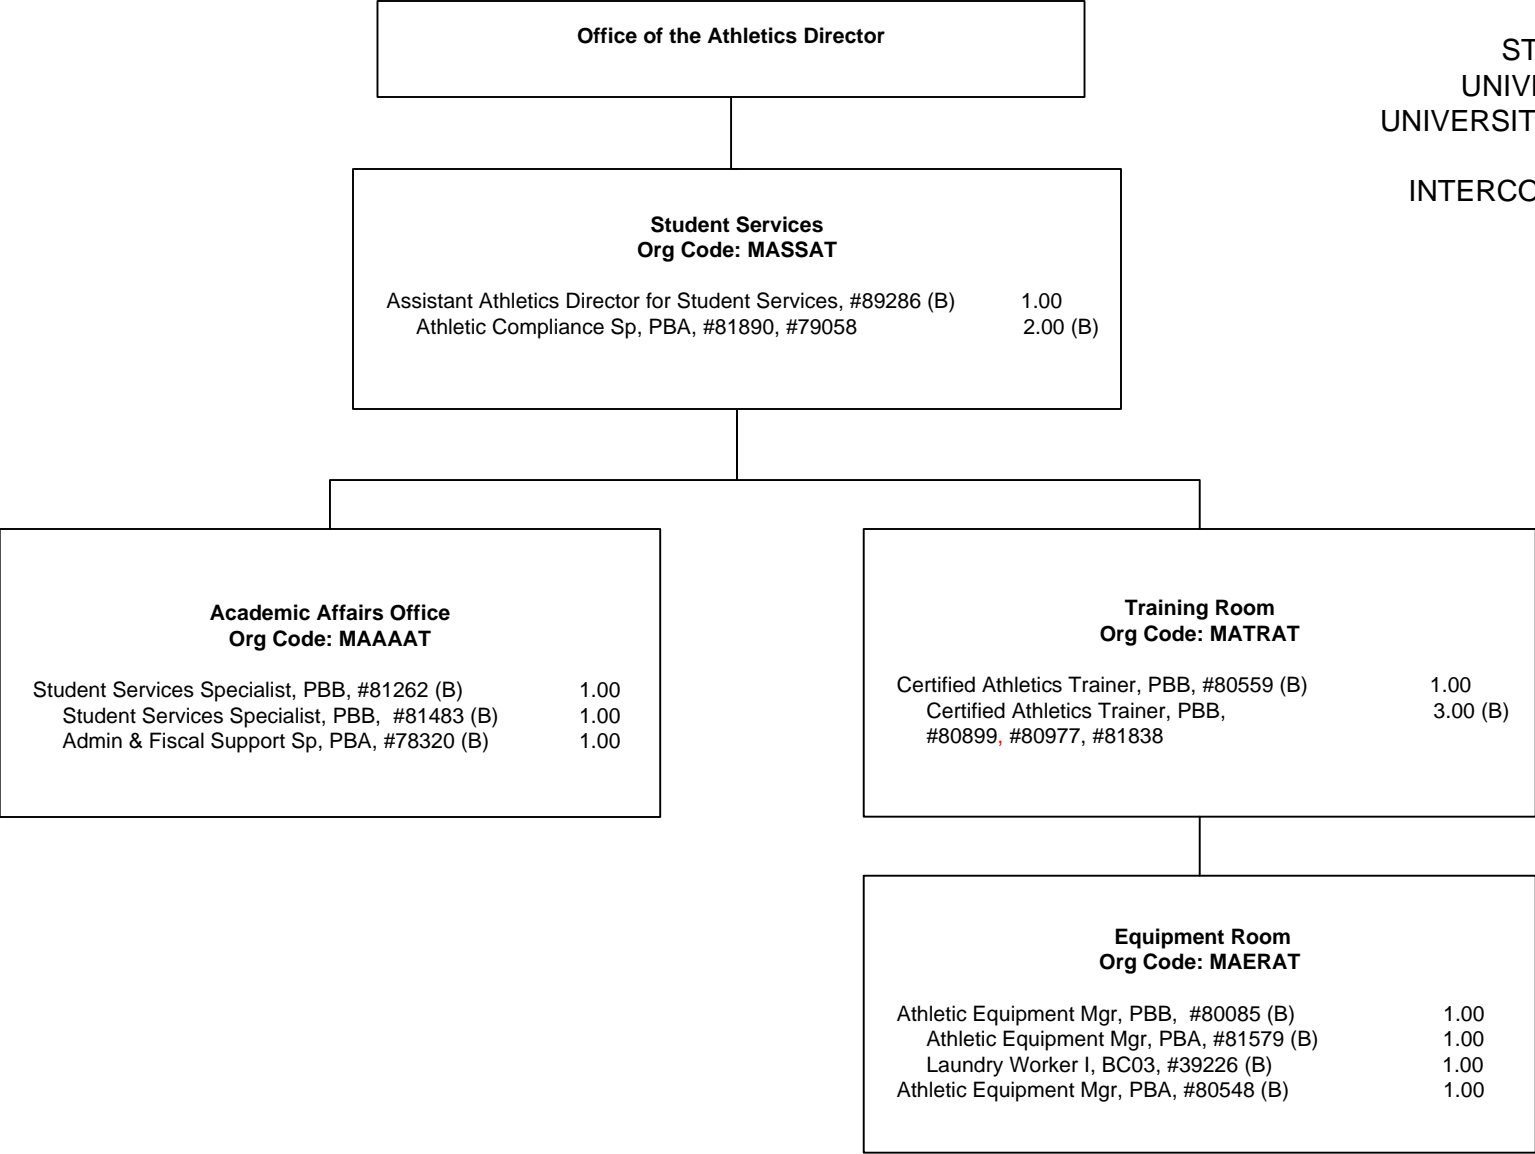 Office of the Athletics Director
ST
UNIV
UNIVERSIT
INTERCO
Student Services
Org Code: MASSAT
Assistant Athletics Director for Student Services, #89286 (B) 1.00
Athletic Compliance Sp, PBA, #81890, #79058 2.00 (B)
Academic Affairs Office
Org Code: MAAAAT
Student Services Specialist, PBB, #81262 (B) 1.00
Student Services Specialist, PBB, #81483 (B) 1.00
Admin & Fiscal Support Sp, PBA, #78320 (B) 1.00
Training Room
Org Code: MATRAT
Certified Athletics Trainer, PBB, #80559 (B) 1.00
Certified Athletics Trainer, PBB, 3.00 (B)
#80899, #80977, #81838
Equipment Room
Org Code: MAERAT
Athletic Equipment Mgr, PBB, #80085 (B) 1.00
Athletic Equipment Mgr, PBA, #81579 (B) 1.00
Laundry Worker I, BC03, #39226 (B) 1.00
Athletic Equipment Mgr, PBA, #80548 (B) 1.00